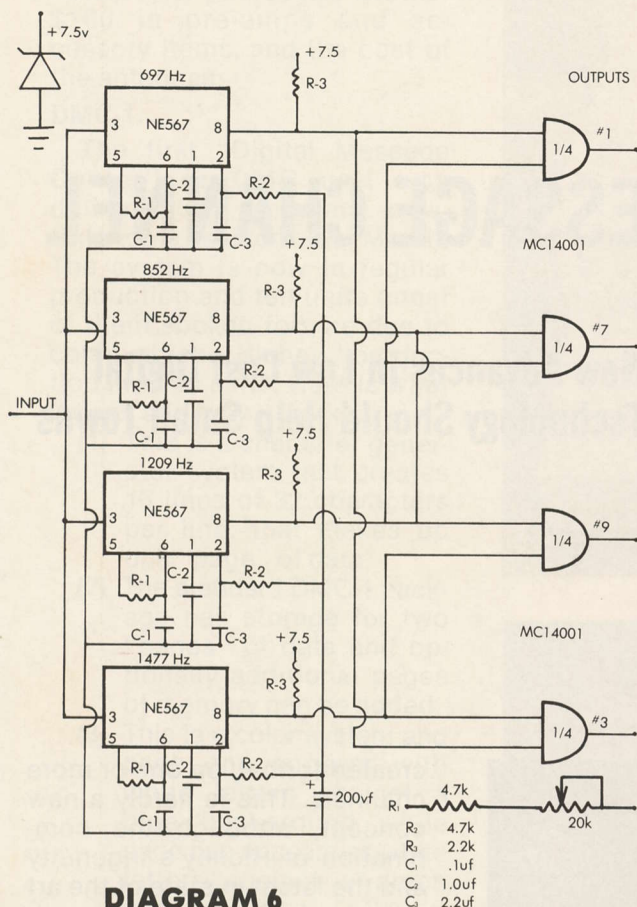 +7.5v
697 Hz
3 NE567 8
5 6 1 2
R-1
C-2
C-1
C-3
R-2
+7.5
R-3
OUTPUTS
1/4
#1
852 Hz
3 NE567 8
5 6 1 2
R-1
C-2
C-1
C-3
R-2
+7.5
R-3
MC14001
1/4
#7
INPUT
1209 Hz
3 NE567 8
5 6 1 2
R-1
C-2
C-1
C-3
R-2
+7.5
R-3
1/4
#9
1477 Hz
3 NE567 8
5 6 1 2
R-1
C-2
C-1
C-3
R-2
+7.5
R-3
MC14001
1/4
#3
+
-
200vf
R₁ 4.7k 20k
R₂ 4.7k
R₃ 2.2k
C₁ .1uf
C₂ 1.0uf
C₃ 2.2uf
DIAGRAM 6